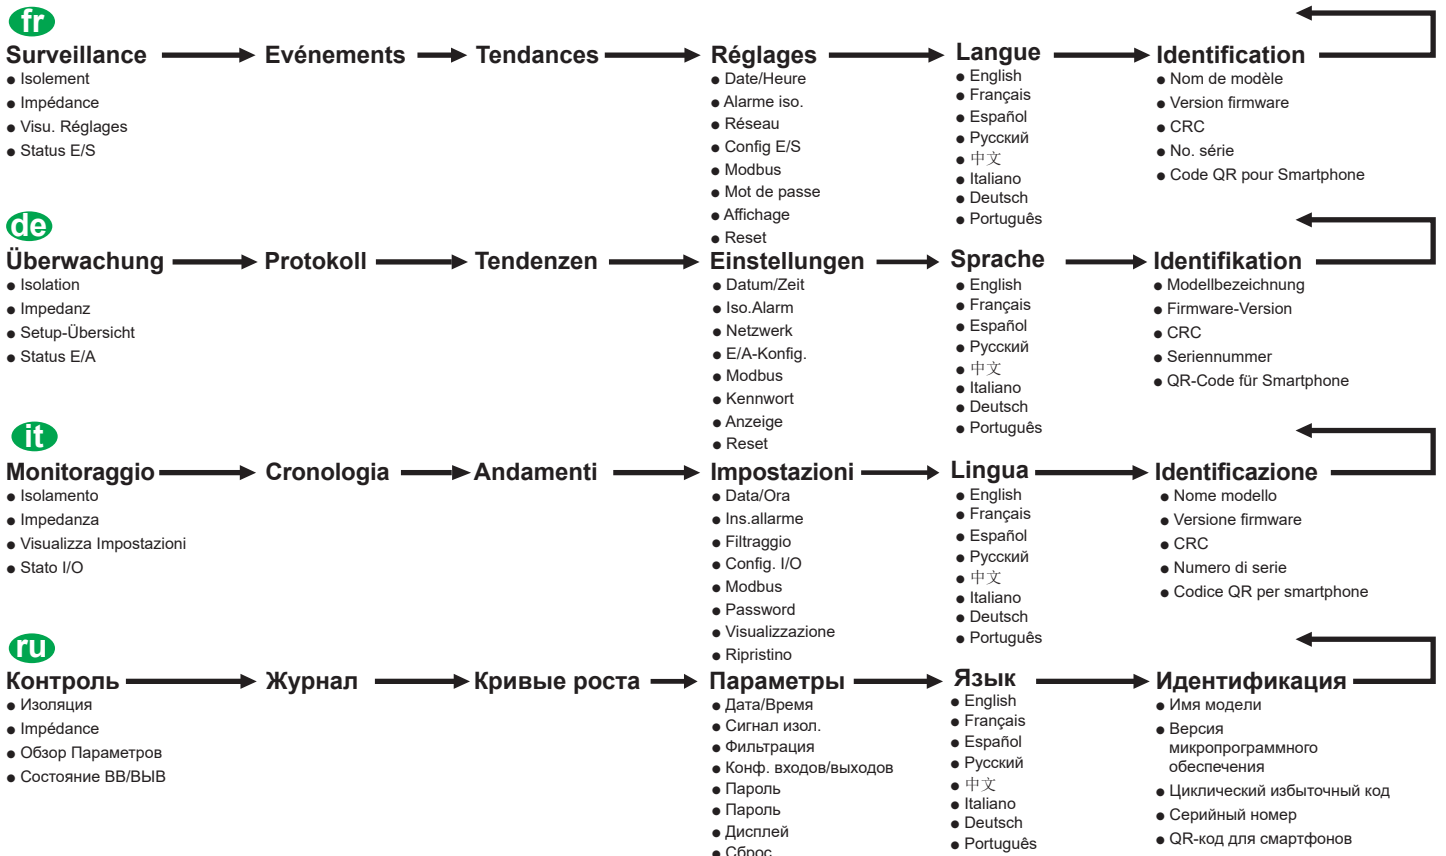 fr
Surveillance
Isolement
Impédance
Visu. Réglages
Status E/S
Evénements
Tendances
Réglages
Date/Heure
Alarme iso.
Réseau
Config E/S
Modbus
Mot de passe
Affichage
Reset
Langue
English
Français
Español
Русский
中文
Italiano
Deutsch
Português
Identification
Nom de modèle
Version firmware
CRC
No. série
Code QR pour Smartphone
de
Überwachung
Isolation
Impedanz
Setup-Übersicht
Status E/A
Protokoll
Tendenzen
Einstellungen
Datum/Zeit
Iso.Alarm
Netzwerk
E/A-Konfig.
Modbus
Kennwort
Anzeige
Reset
Sprache
English
Français
Español
Русский
中文
Italiano
Deutsch
Português
Identifikation
Modellbezeichnung
Firmware-Version
CRC
Seriennummer
QR-Code für Smartphone
it
Monitoraggio
Isolamento
Impedanza
Visualizza Impostazioni
Stato I/O
Cronologia
Andamenti
Impostazioni
Data/Ora
Ins.allarme
Filtraggio
Config. I/O
Modbus
Password
Visualizzazione
Ripristino
Lingua
English
Français
Español
Русский
中文
Italiano
Deutsch
Português
Identificazione
Nome modello
Versione firmware
CRC
Numero di serie
Codice QR per smartphone
ru
Контроль
Изоляция
Impédance
Обзор Параметров
Состояние ВВ/ВЫВ
Журнал
Кривые роста
Параметры
Дата/Время
Сигнал изол.
Фильтрация
Конф. входов/выходов
Пароль
Пароль
Дисплей
Сброс
Язык
English
Français
Español
Русский
中文
Italiano
Deutsch
Português
Идентификация
Имя модели
Версия
микропрограммного
обеспечения
Циклический избыточный код
Серийный номер
QR-код для смартфонов